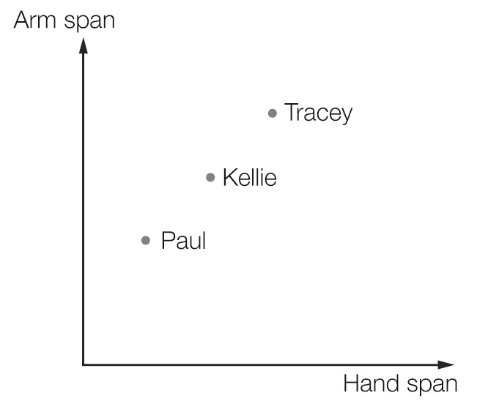 Arm span
Tracey
Kellie
Paul
Hand span